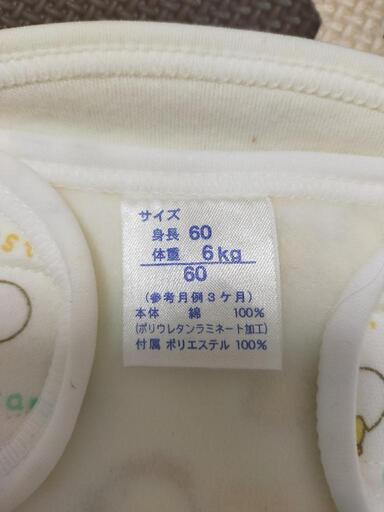 サイズ
身長 60
体重 6kg
60
(参考月例3ケ月)
本体 綿 100%
(ポリウレタンラミネート加工)
付属 ポリエステル 100%
st
ar